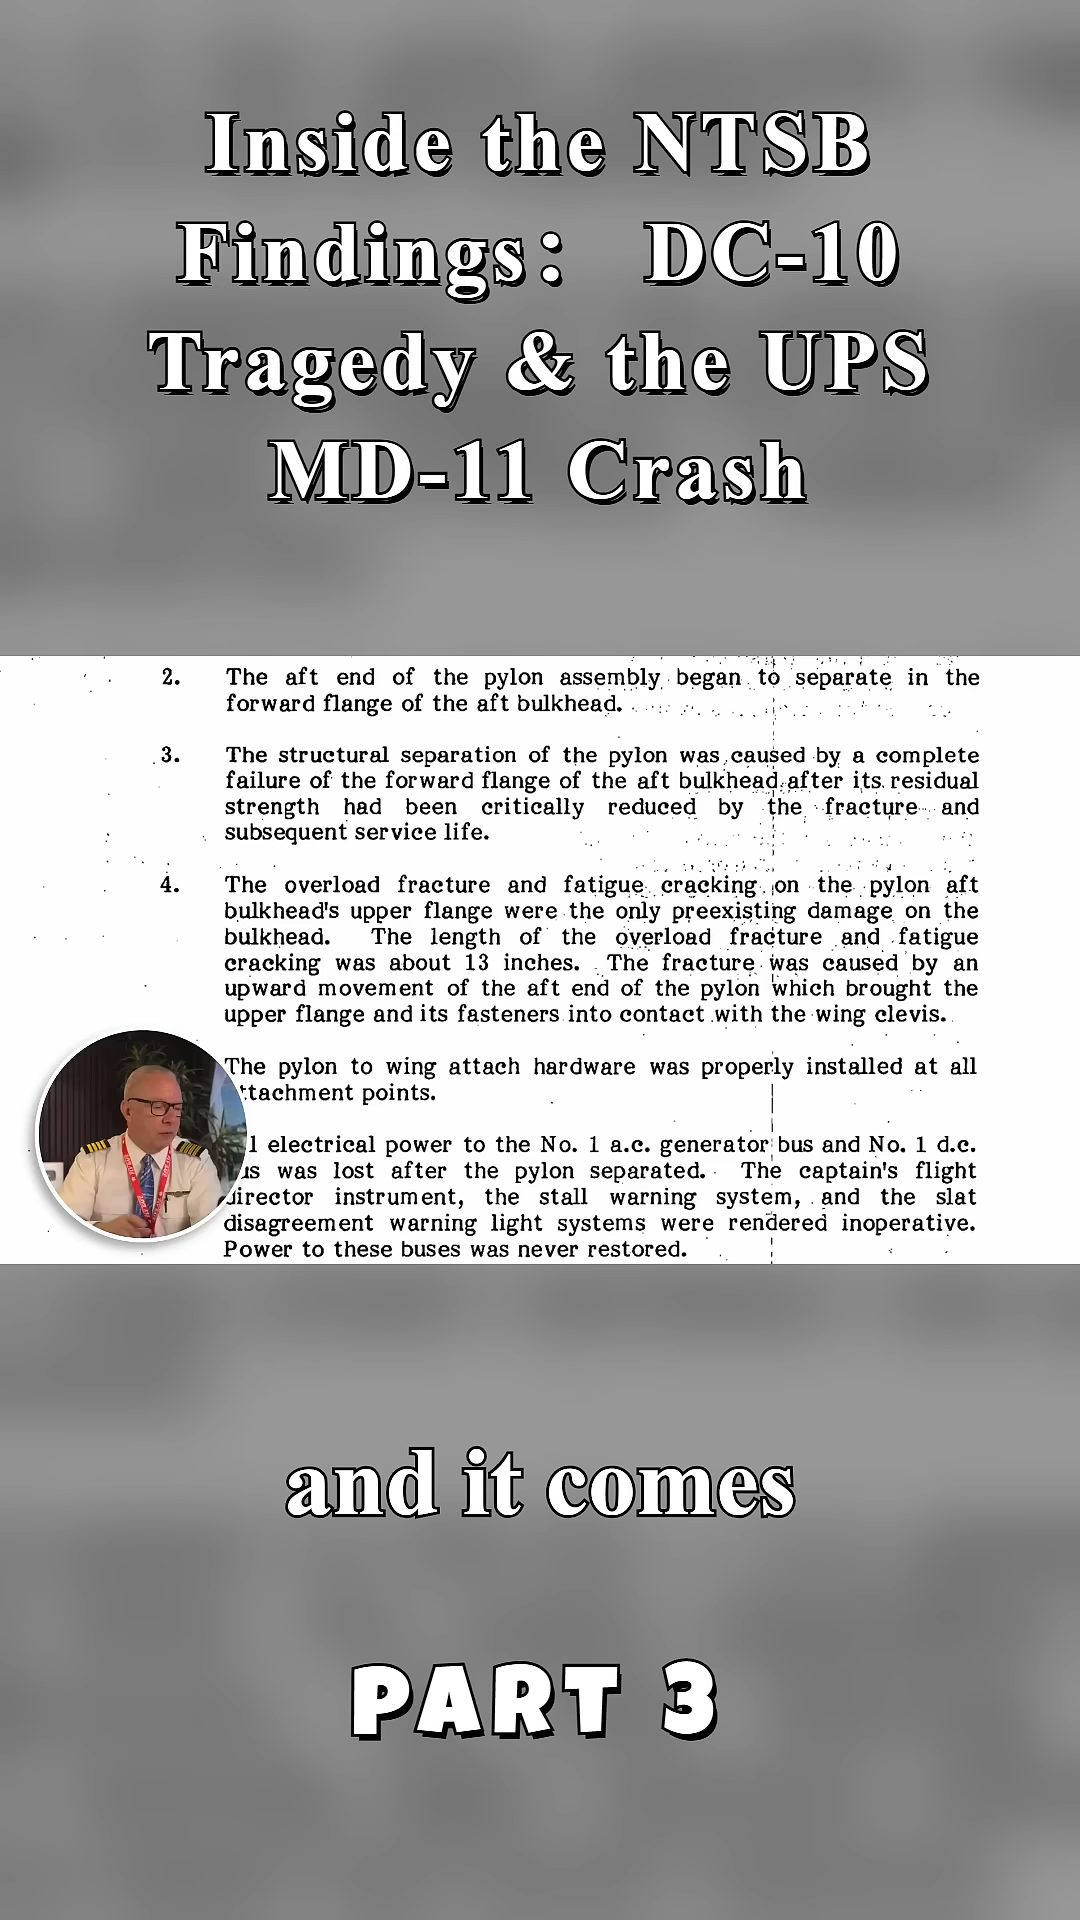 Inside the NTSB
Findings: DC-10
Tragedy & the UPS
MD-11 Crash
2. The aft end of the pylon assembly began to separate in the
forward flange of the aft bulkhead.
3. The structural separation of the pylon was caused by a complete
failure of the forward flange of the aft bulkhead after its residual
strength had been critically reduced by the fracture and
subsequent service life.
4. The overload fracture and fatigue cracking on the pylon aft
bulkhead's upper flange were the only preexisting damage on the
bulkhead. The length of the overload fracture and fatigue
cracking was about 13 inches. The fracture was caused by an
upward movement of the aft end of the pylon which brought the
upper flange and its fasteners into contact with the wing clevis.
The pylon to wing attach hardware was properly installed at all
attachment points.
electrical power to the No. 1 a.c. generator bus and No. 1 d.c.
was lost after the pylon separated. The captain's flight
director instrument, the stall warning system, and the slat
disagreement warning light systems were rendered inoperative.
Power to these buses was never restored.
and it comes
PART 3